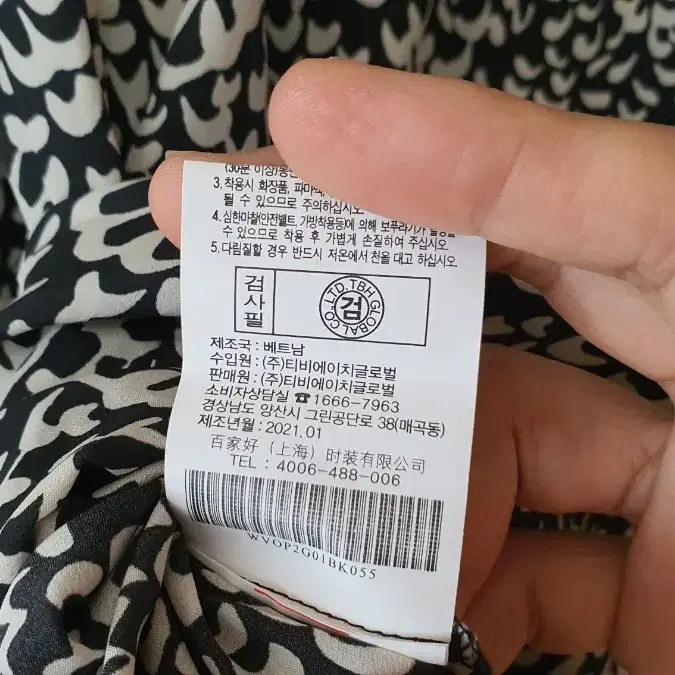 (30분 이상)
3. 착용시 화장품, 파마
될 수 있으므로 주의하십시오.
4. 심한마찰(안전벨트, 가방착용등)에 의해 보푸라기가
수 있으므로 착용 후 가볍게 손질하여 주십시오.
5. 다림질할 경우 반드시 저온에서 천을 대고 하십시오.
검사필
TBH GLOBAL CO., LTD.
검
제조국 : 베트남
수입원 : (주)티비에이치글로벌
판매원 : (주)티비에이치글로벌
소비자상담실 ☎1666-7963
경상남도 양산시 그린공단로 38(매곡동)
제조년월 : 2021.01
百家好（上海）时装有限公司
TEL : 4006-488-006
WVOP2G01BK055